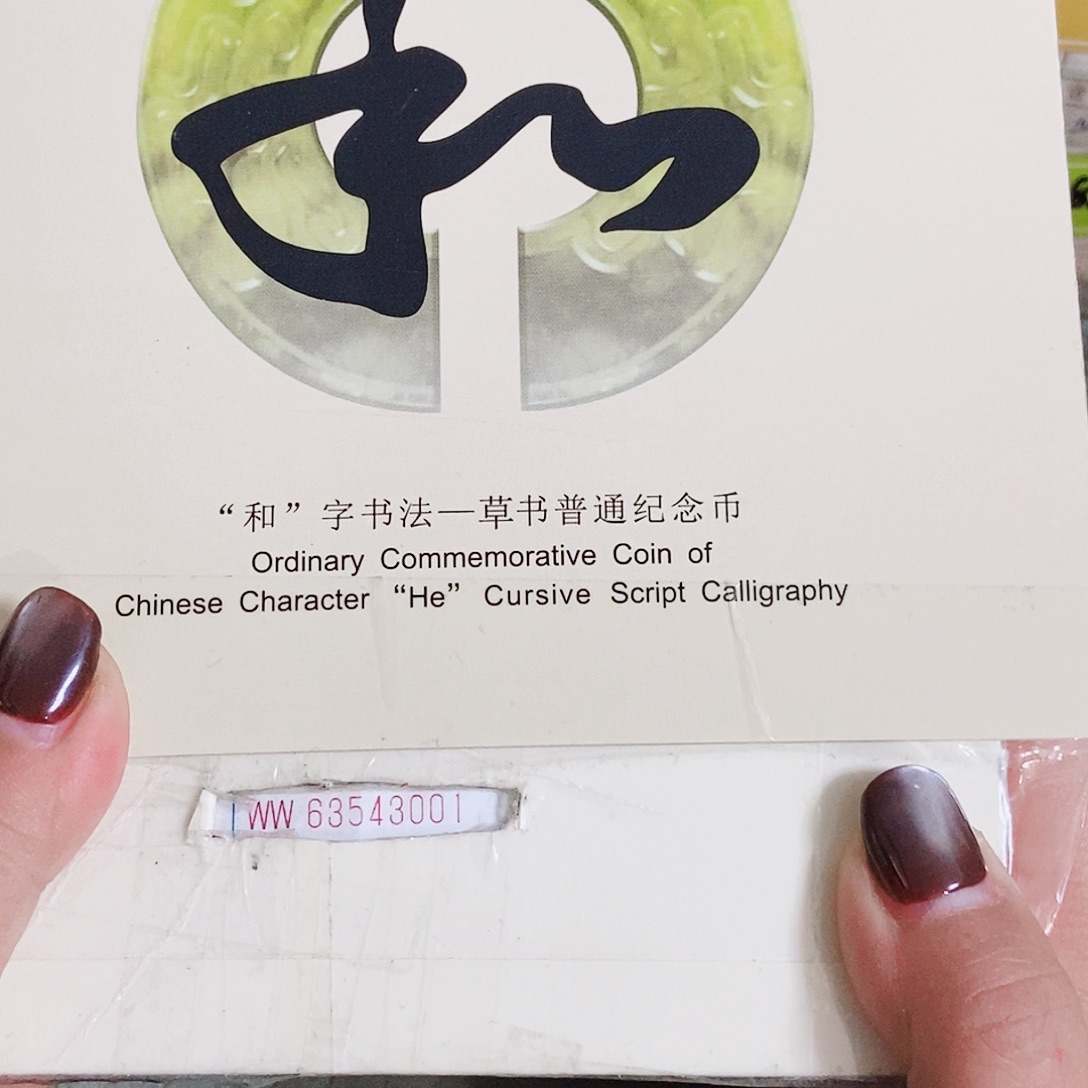 和
“和”字书法—草书普通纪念币
Ordinary Commemorative Coin of
Chinese Character “He” Cursive Script Calligraphy
WW 63543001